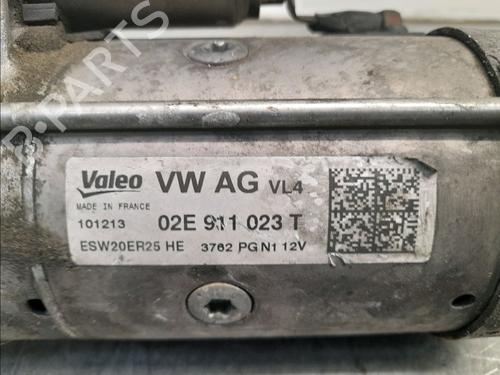 Valeo VW AG VL4
MADE IN FRANCE
101213 02E 911 023 T
ESW20ER25 HE 3762 PG N1 12V
B-PARTS